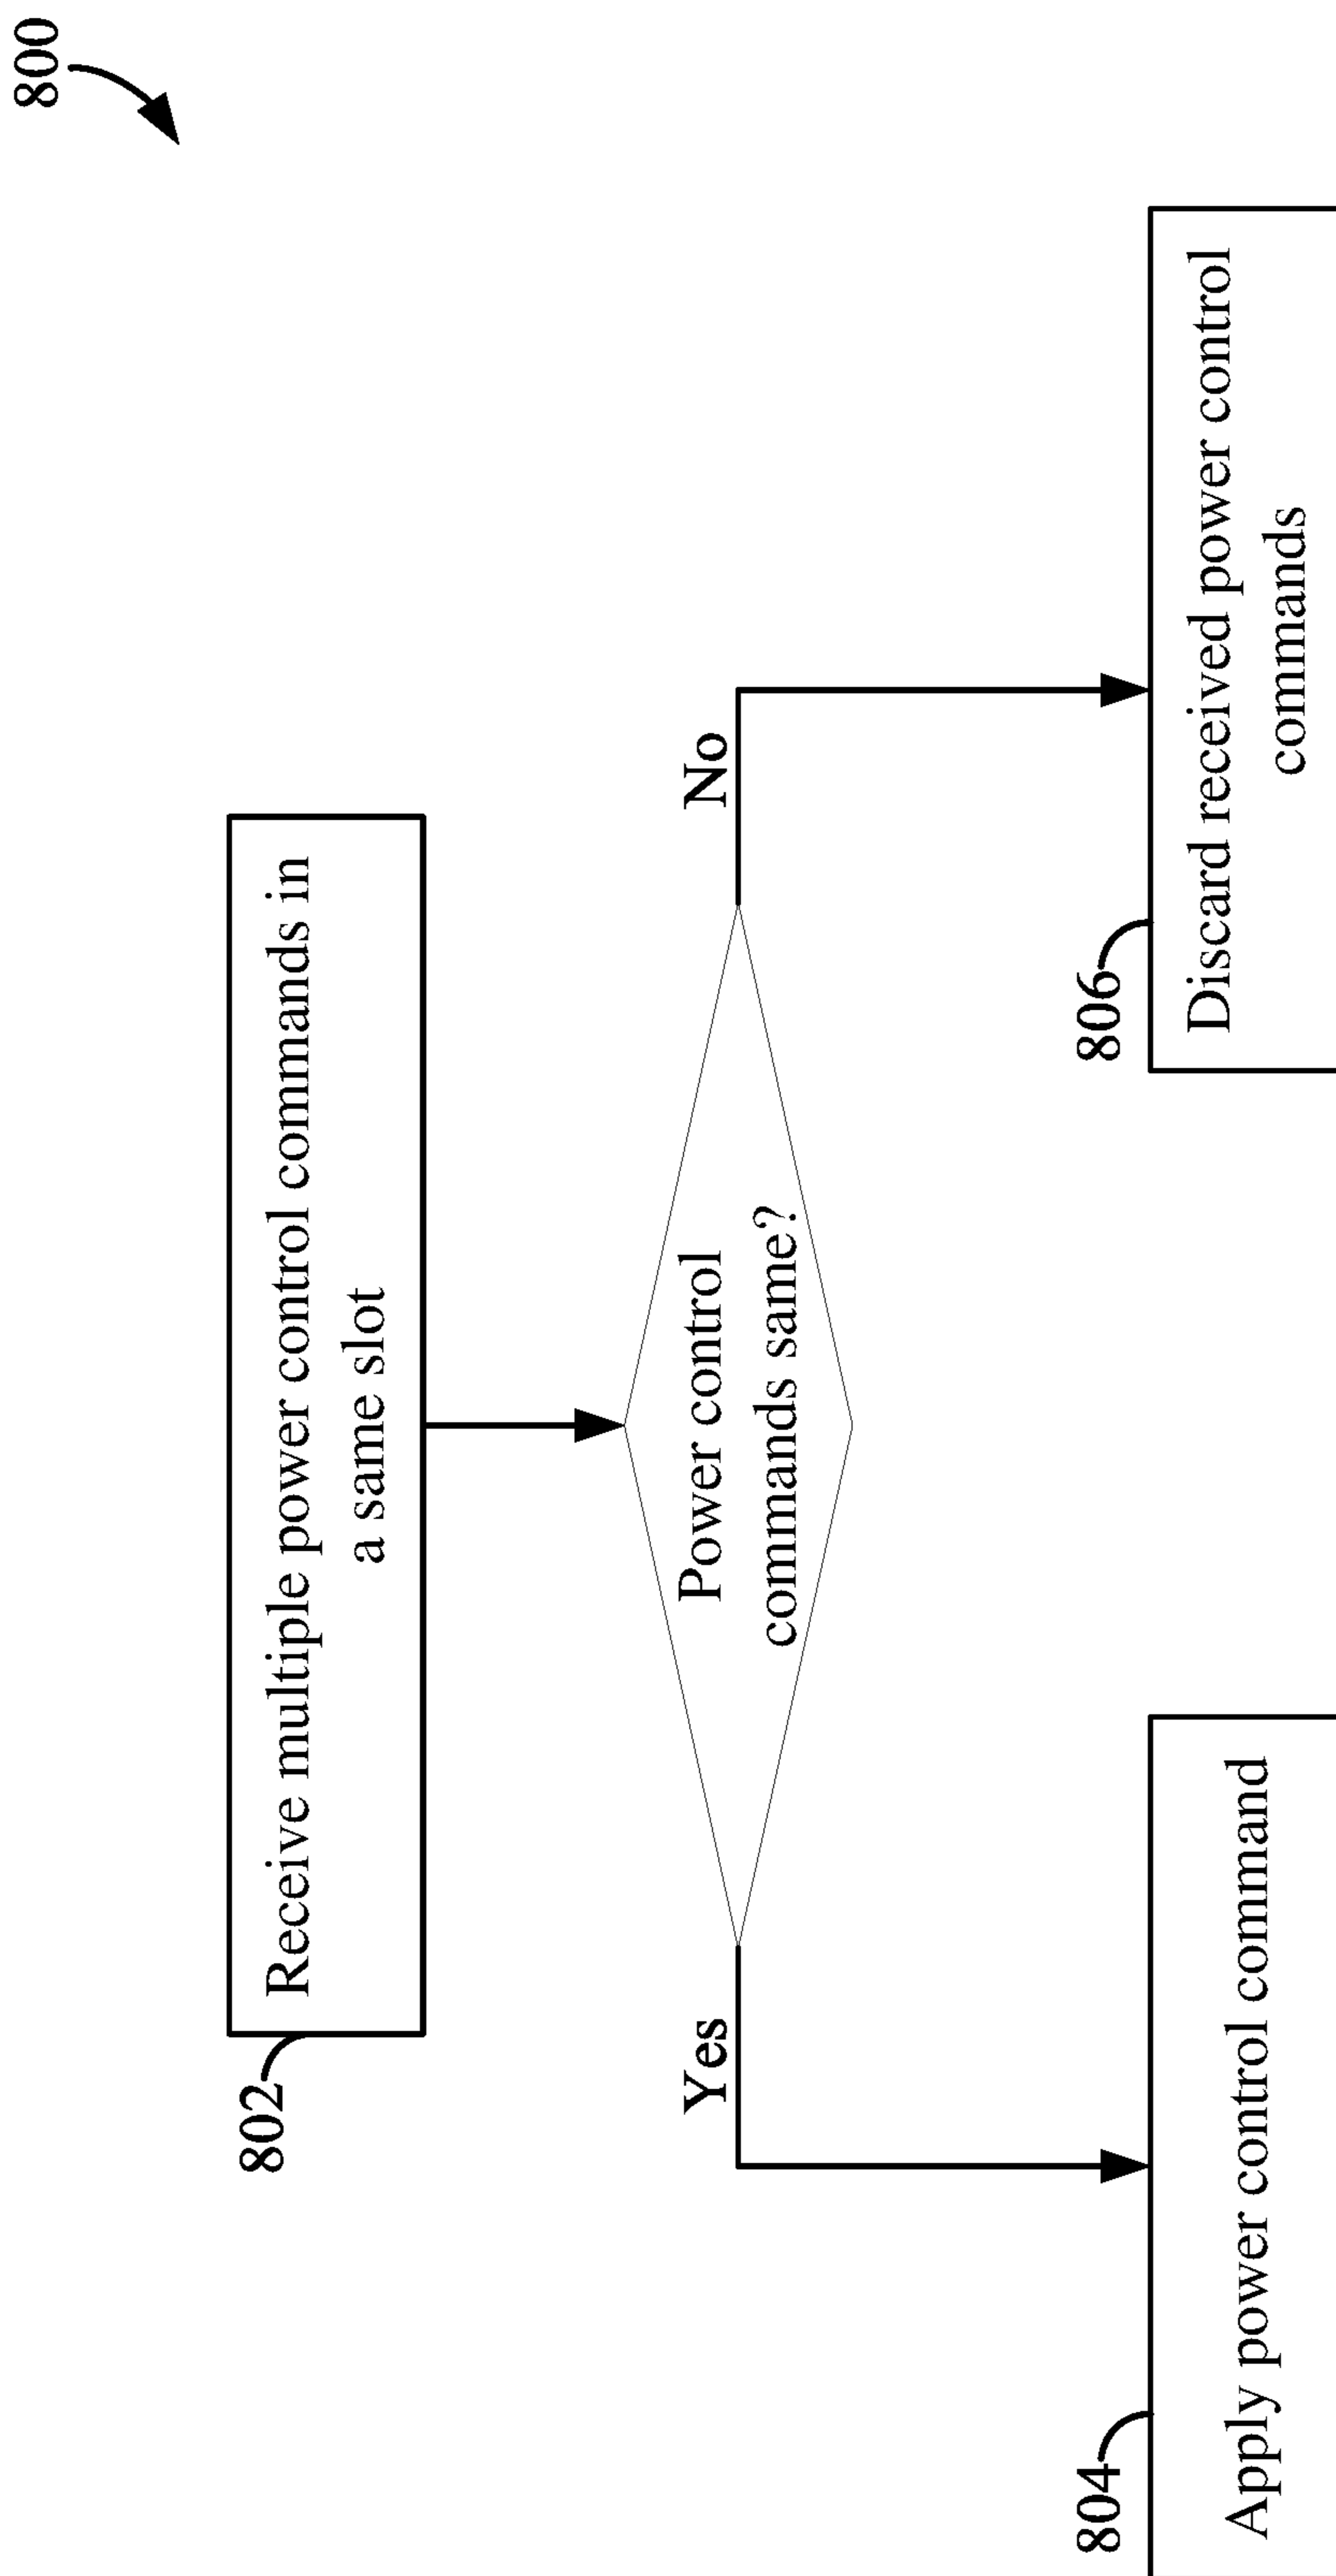 800
802
Receive multiple power control commands in
a same slot
Power control
commands same?
Yes
No
804
Apply power control command
806
Discard received power control
commands